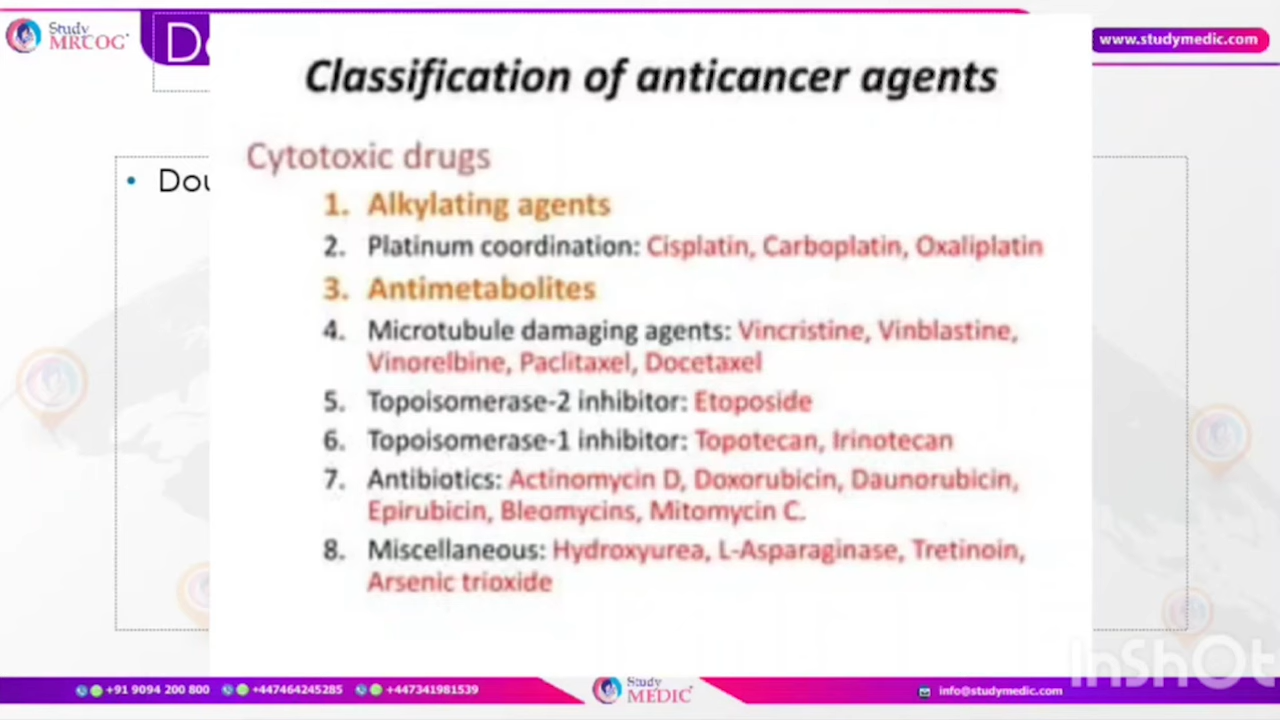 Study
MRCOG
Do
www.studymedic.com
Classification of anticancer agents
• Dou
Cytotoxic drugs
1. Alkylating agents
2. Platinum coordination: Cisplatin, Carboplatin, Oxaliplatin
3. Antimetabolites
4. Microtubule damaging agents: Vincristine, Vinblastine,
Vinorelbine, Paclitaxel, Docetaxel
5. Topoisomerase-2 inhibitor: Etoposide
6. Topoisomerase-1 inhibitor: Topotecan, Irinotecan
7. Antibiotics: Actinomycin D, Doxorubicin, Daunorubicin,
Epirubicin, Bleomycins, Mitomycin C.
8. Miscellaneous: Hydroxyurea, L-Asparaginase, Tretinoin,
Arsenic trioxide
InShOt
+91 9094 200 800 +447464245285 +447341981539
Study
MEDIC
info@studymedic.com